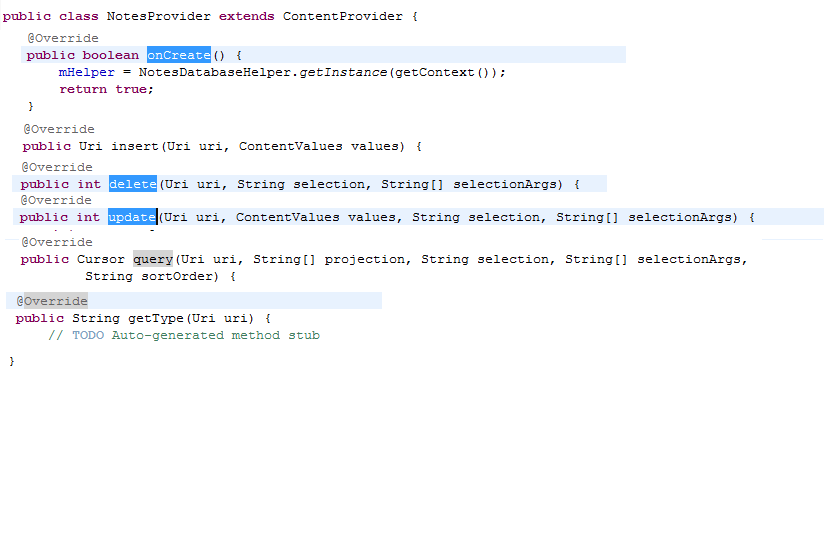 public class NotesProvider extends ContentProvider {
@Override
public boolean onCreate() {
mHelper = NotesDatabaseHelper.getInstance(getContext());
return true;
}
@Override
public Uri insert(Uri uri, ContentValues values) {
@Override
public int delete(Uri uri, String selection, String[] selectionArgs) {
@Override
public int update(Uri uri, ContentValues values, String selection, String[] selectionArgs) {
@Override
public Cursor query(Uri uri, String[] projection, String selection, String[] selectionArgs,
String sortOrder) {
@Override
public String getType(Uri uri) {
// TODO Auto-generated method stub
}